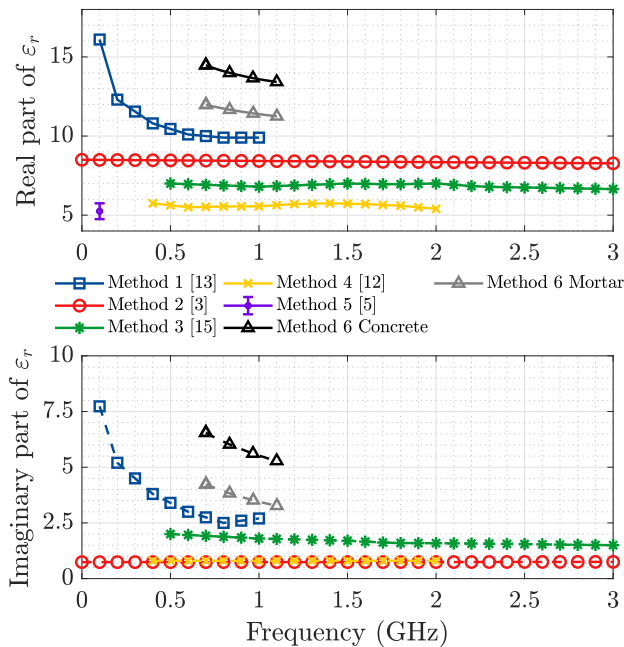 Real part of εr
15
10
5
0
0.5
1
1.5
2
2.5
3
Method 1 [13]
Method 4 [12]
Method 6 Mortar
Method 2 [3]
Method 5 [5]
Method 3 [15]
Method 6 Concrete
Imaginary part of εr
10
7.5
5
2.5
0
0
0.5
1
1.5
2
2.5
3
Frequency (GHz)